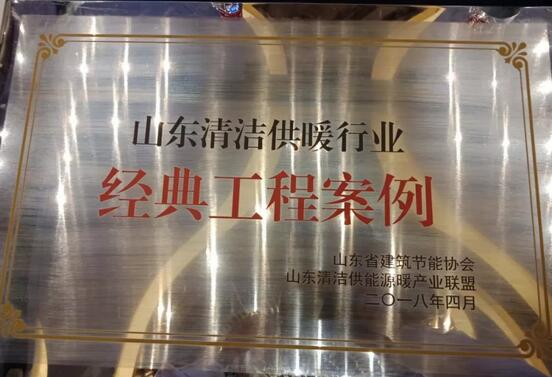 山东清洁供暖行业
经典工程案例
山东省建筑节能协会
山东清洁供能源暖产业联盟
二〇一八年四月